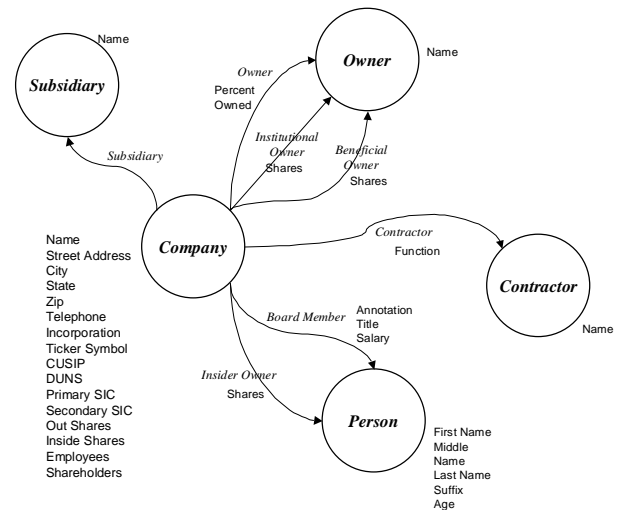 Name
Subsidiary
Owner
Percent
Owned
Owner
Name
Institutional
Owner
Shares
Beneficial
Owner
Shares
Subsidiary
Company
Contractor
Function
Contractor
Name
Name
Street Address
City
State
Zip
Telephone
Incorporation
Ticker Symbol
CUSIP
DUNS
Primary SIC
Secondary SIC
Out Shares
Inside Shares
Employees
Shareholders
Board Member
Annotation
Title
Salary
Insider Owner
Shares
Person
First Name
Middle
Name
Last Name
Suffix
Age